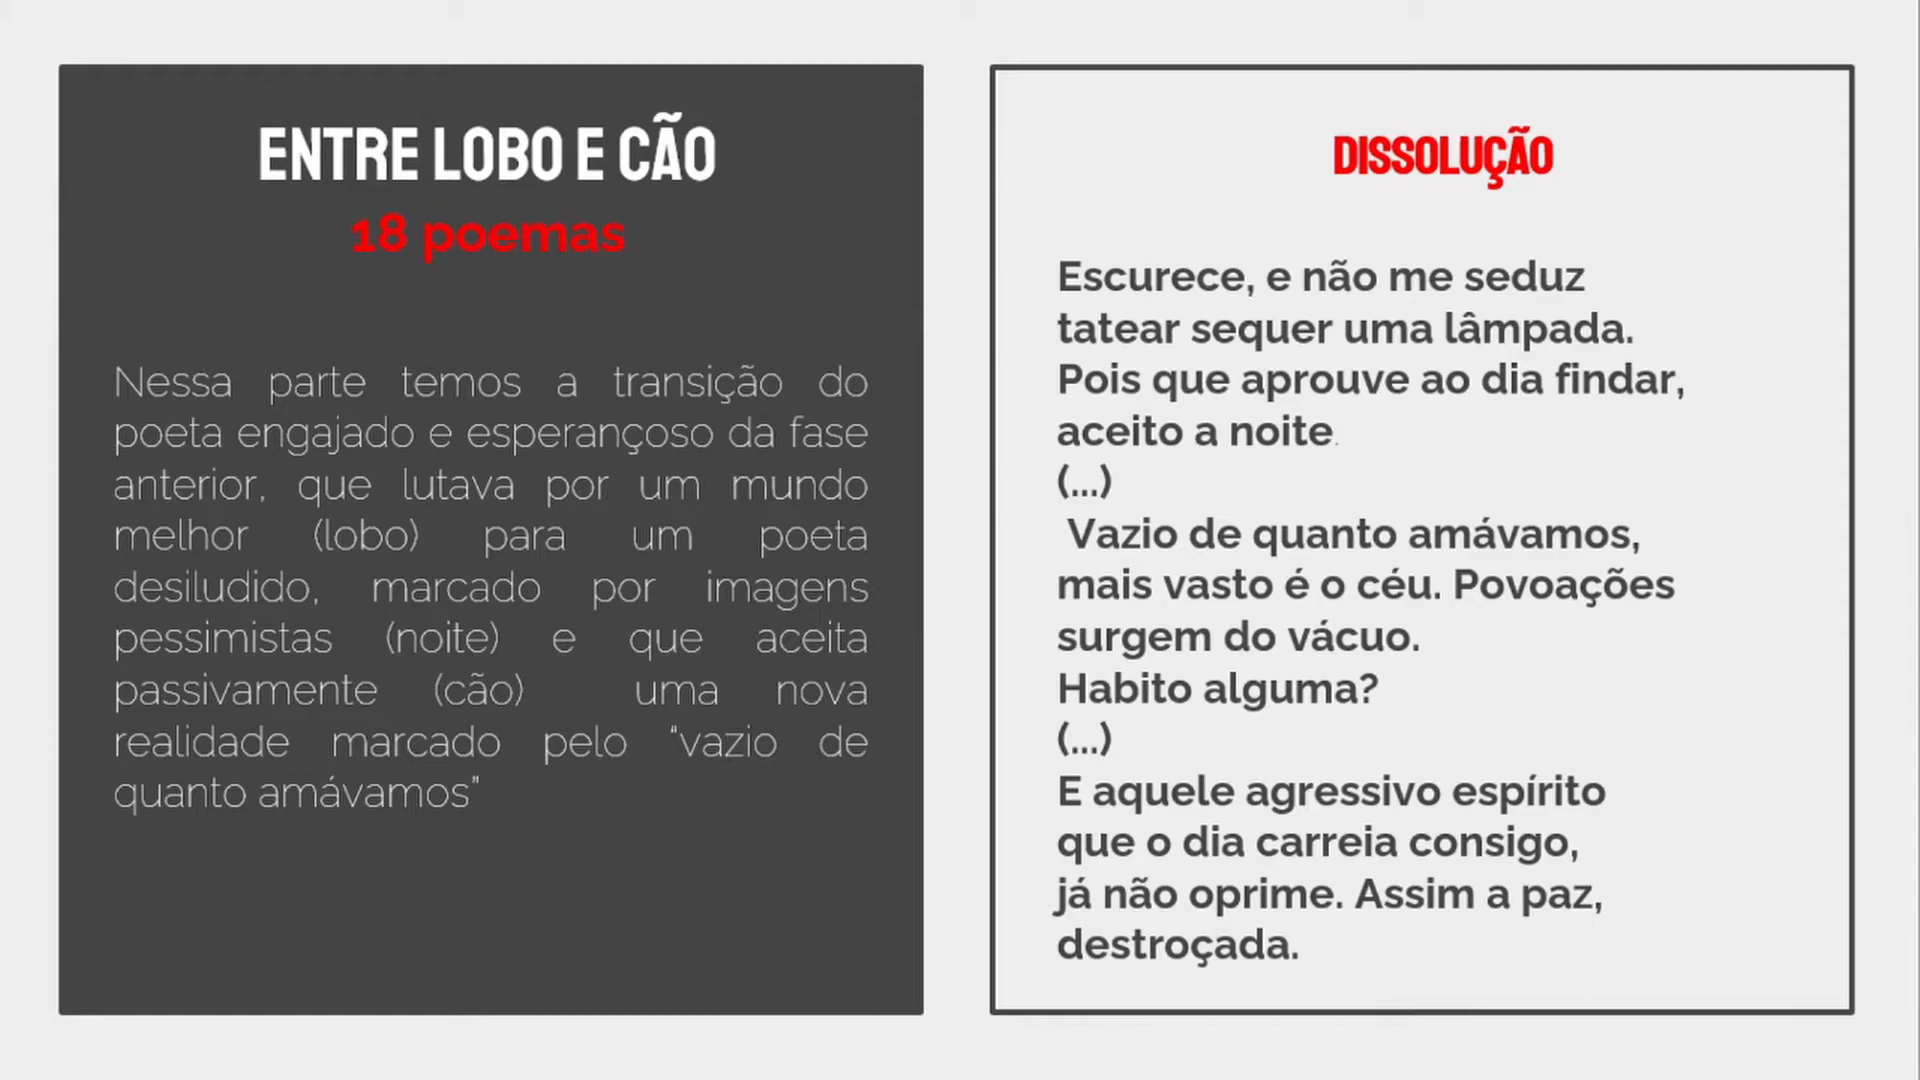 ENTRE LOBO E CÃO
18 poemas
Nessa parte temos a transição do
poeta engajado e esperançoso da fase
anterior, que lutava por um mundo
melhor (lobo) para um poeta
desiludido, marcado por imagens
pessimistas (noite) e que aceita
passivamente (cão) uma nova
realidade marcado pelo “vazio de
quanto amávamos”
DISSOLUÇÃO
Escurece, e não me seduz
tatear sequer uma lâmpada.
Pois que aprouve ao dia findar,
aceito a noite.
(...)
Vazio de quanto amávamos,
mais vasto é o céu. Povoações
surgem do vácuo.
Habito alguma?
(...)
E aquele agressivo espírito
que o dia carreia consigo,
já não oprime. Assim a paz,
destroçada.